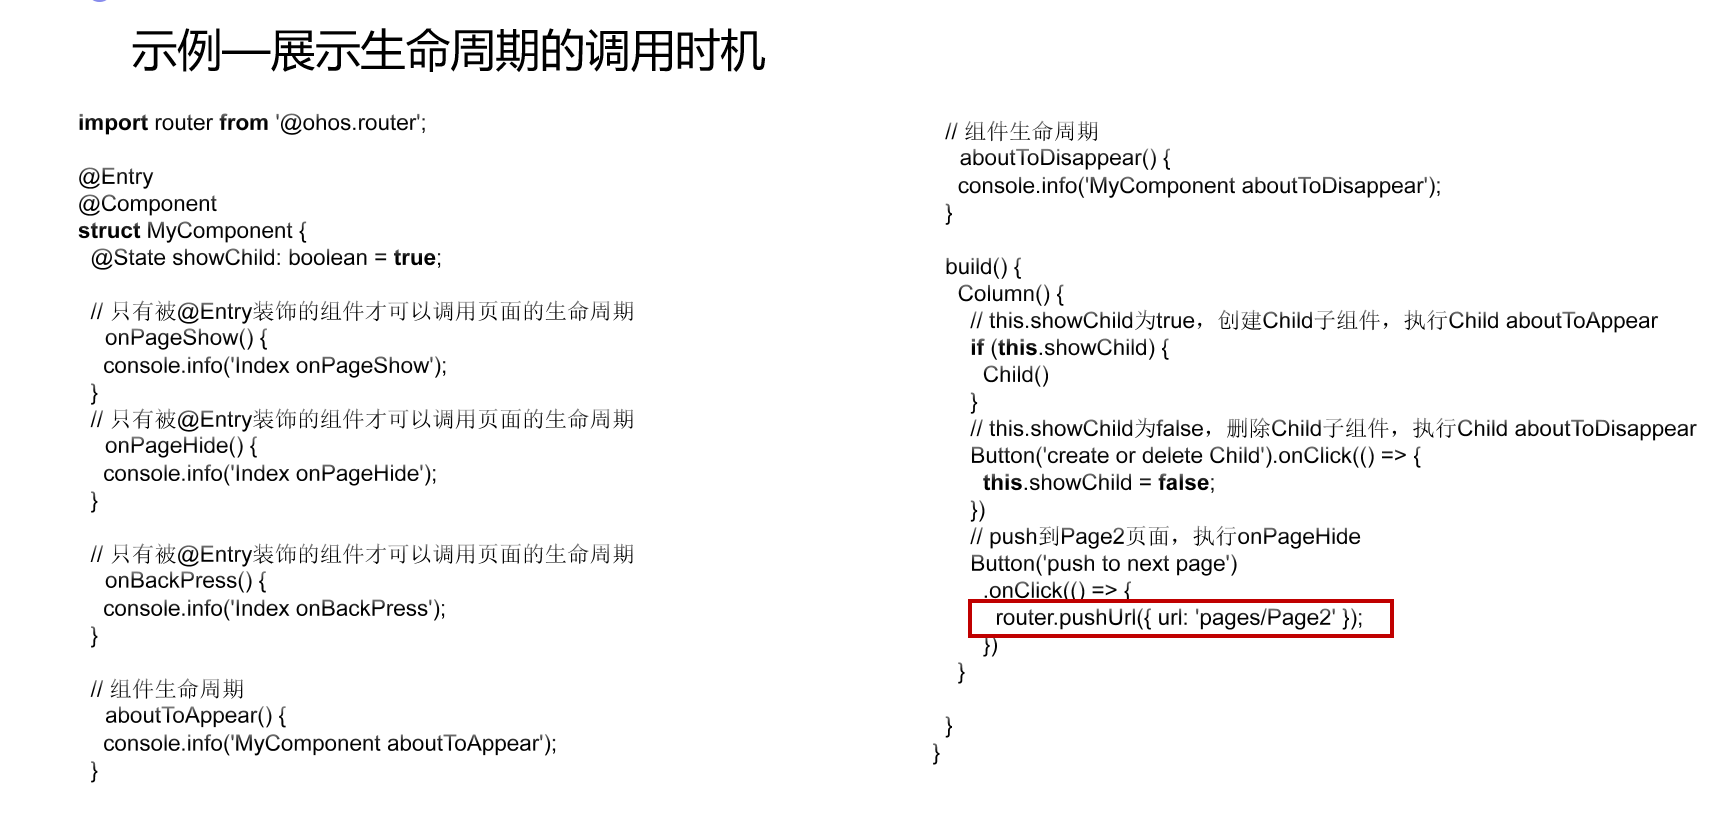 示例—展示生命周期的调用时机
import router from '@ohos.router';
@Entry
@Component
struct MyComponent {
@State showChild: boolean = true;
// 只有被@Entry装饰的组件才可以调用页面的生命周期
onPageShow() {
console.info('Index onPageShow');
}
// 只有被@Entry装饰的组件才可以调用页面的生命周期
onPageHide() {
console.info('Index onPageHide');
}
// 只有被@Entry装饰的组件才可以调用页面的生命周期
onBackPress() {
console.info('Index onBackPress');
}
// 组件生命周期
aboutToAppear() {
console.info('MyComponent aboutToAppear');
}
// 组件生命周期
aboutToDisappear() {
console.info('MyComponent aboutToDisappear');
}
build() {
Column() {
// this.showChild为true，创建Child子组件，执行Child aboutToAppear
if (this.showChild) {
Child()
}
// this.showChild为false，删除Child子组件，执行Child aboutToDisappear
Button('create or delete Child').onClick(() => {
this.showChild = false;
})
// push到Page2页面，执行onPageHide
Button('push to next page')
.onClick(() => {
router.pushUrl({ url: 'pages/Page2' });
})
}
}
}